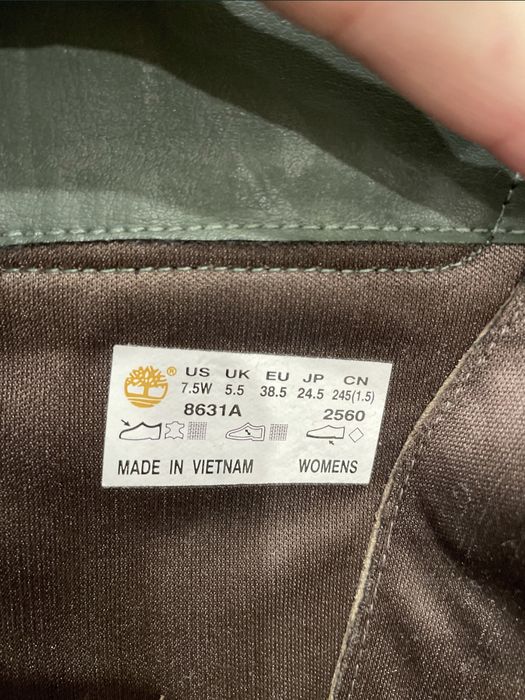 ® US UK EU JP CN
7.5W 5.5 38.5 24.5 245(1.5)
8631A 2560
MADE IN VIETNAM WOMENS